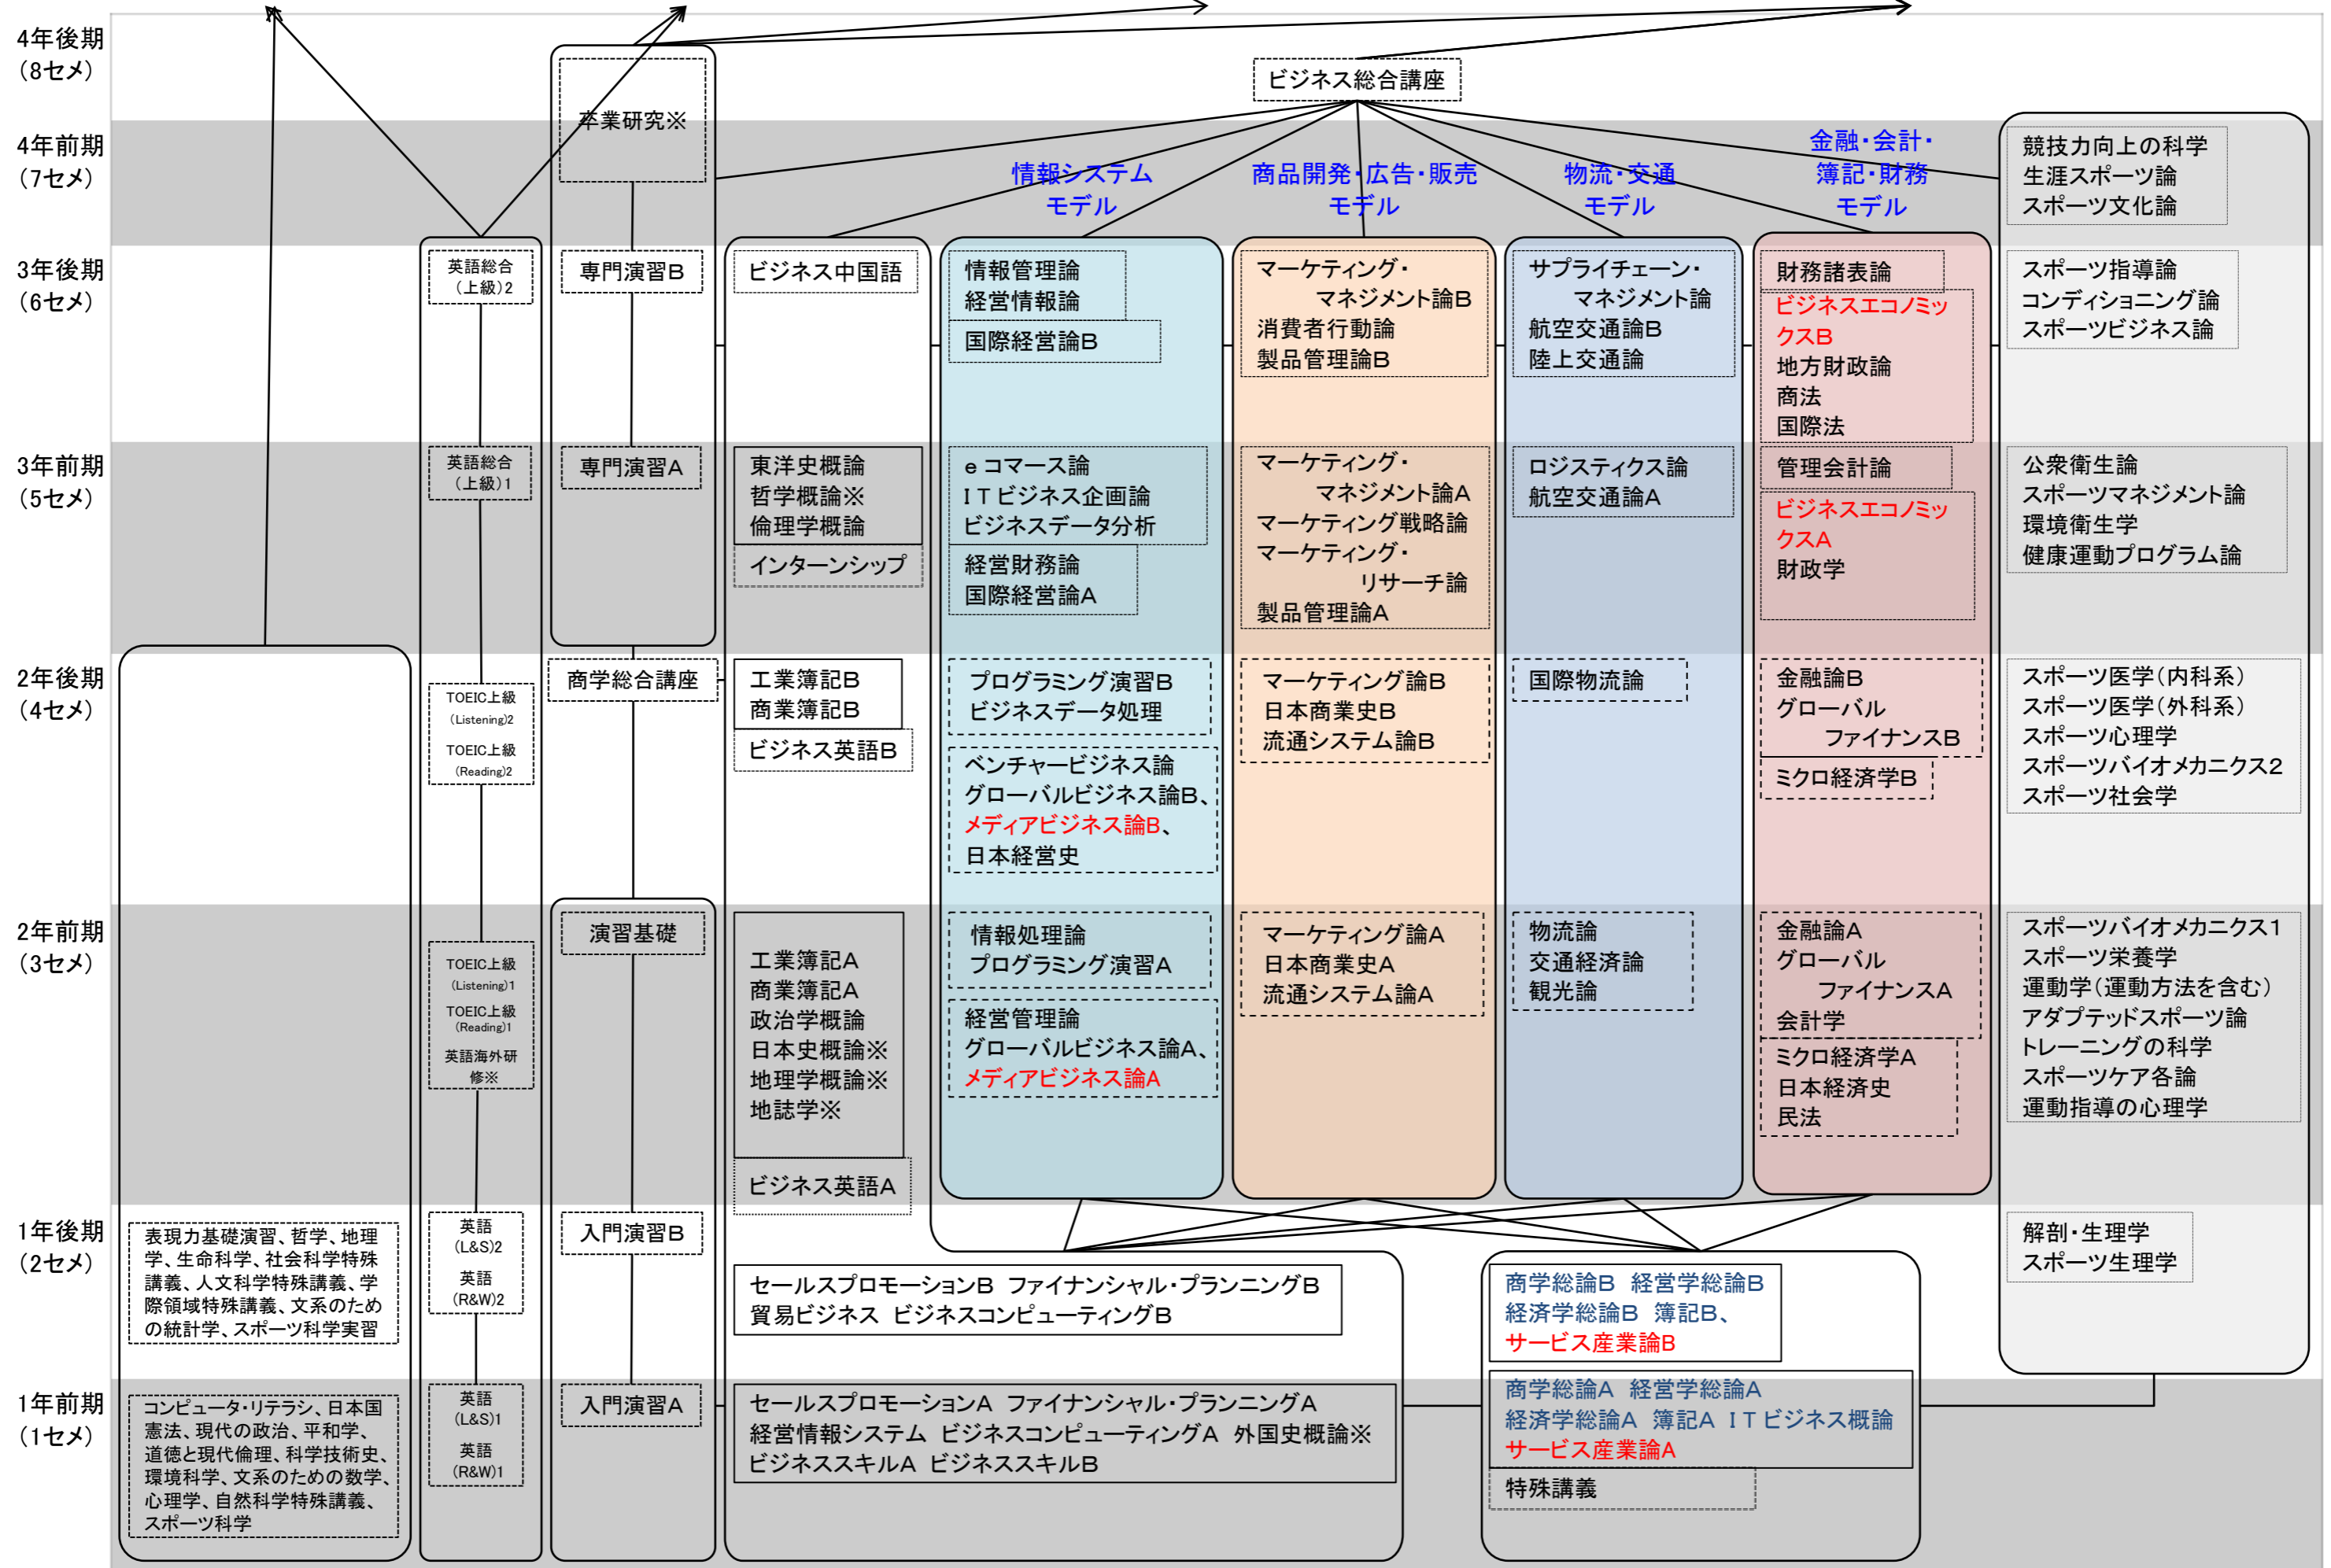 4年後期
(8セメ)
ビジネス総合講座
卒業研究※
4年前期
(7セメ)
情報システム
モデル
商品開発・広告・販売
モデル
物流・交通
モデル
金融・会計・
簿記・財務
モデル
競技力向上の科学
生涯スポーツ論
スポーツ文化論
3年後期
(6セメ)
英語総合
(上級)2
専門演習B
ビジネス中国語
情報管理論
経営情報論
国際経営論B
マーケティング・
マネジメント論B
消費者行動論
製品管理論B
サプライチェーン・
マネジメント論
航空交通論B
陸上交通論
財務諸表論
ビジネスエコノミッ
クスB
地方財政論
商法
国際法
スポーツ指導論
コンディショニング論
スポーツビジネス論
3年前期
(5セメ)
英語総合
(上級)1
専門演習A
東洋史概論
哲学概論※
倫理学概論
インターンシップ
eコマース論
ITビジネス企画論
ビジネスデータ分析
経営財務論
国際経営論A
マーケティング・
マネジメント論A
マーケティング戦略論
マーケティング・
リサーチ論
製品管理論A
ロジスティクス論
航空交通論A
管理会計論
ビジネスエコノミッ
クスA
財政学
公衆衛生論
スポーツマネジメント論
環境衛生学
健康運動プログラム論
2年後期
(4セメ)
TOEIC上級
(Listening)2
TOEIC上級
(Reading)2
商学総合講座
工業簿記B
商業簿記B
ビジネス英語B
プログラミング演習B
ビジネスデータ処理
ベンチャービジネス論
グローバルビジネス論B、
メディアビジネス論B、
日本経営史
マーケティング論B
日本商業史B
流通システム論B
国際物流論
金融論B
グローバル
ファイナンスB
ミクロ経済学B
スポーツ医学(内科系)
スポーツ医学(外科系)
スポーツ心理学
スポーツバイオメカニクス2
スポーツ社会学
2年前期
(3セメ)
TOEIC上級
(Listening)1
TOEIC上級
(Reading)1
英語海外研
修※
演習基礎
工業簿記A
商業簿記A
政治学概論
日本史概論※
地理学概論※
地誌学※
ビジネス英語A
情報処理論
プログラミング演習A
経営管理論
グローバルビジネス論A、
メディアビジネス論A
マーケティング論A
日本商業史A
流通システム論A
物流論
交通経済論
観光論
金融論A
グローバル
ファイナンスA
会計学
ミクロ経済学A
日本経済史
民法
スポーツバイオメカニクス1
スポーツ栄養学
運動学(運動方法を含む)
アダプテッドスポーツ論
トレーニングの科学
スポーツケア各論
運動指導の心理学
1年後期
(2セメ)
表現力基礎演習、哲学、地理
学、生命科学、社会科学特殊
講義、人文科学特殊講義、学
際領域特殊講義、文系のため
の統計学、スポーツ科学実習
英語
(L&S)2
英語
(R&W)2
入門演習B
セールスプロモーションB ファイナンシャル・プランニングB
貿易ビジネス ビジネスコンピューティングB
商学総論B 経営学総論B
経済学総論B 簿記B、
サービス産業論B
解剖・生理学
スポーツ生理学
1年前期
(1セメ)
コンピュータ・リテラシ、日本国
憲法、現代の政治、平和学、
道徳と現代倫理、科学技術史、
環境科学、文系のための数学、
心理学、自然科学特殊講義、
スポーツ科学
英語
(L&S)1
英語
(R&W)1
入門演習A
セールスプロモーションA ファイナンシャル・プランニングA
経営情報システム ビジネスコンピューティングA 外国史概論※
ビジネススキルA ビジネススキルB
商学総論A 経営学総論A
経済学総論A 簿記A ITビジネス概論
サービス産業論A
特殊講義